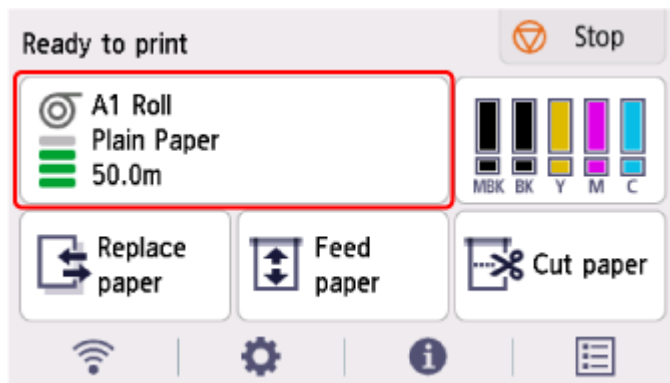 Ready to print
Stop
A1 Roll
Plain Paper
50.0m
MBK BK Y M C
Replace
paper
Feed
paper
Cut paper